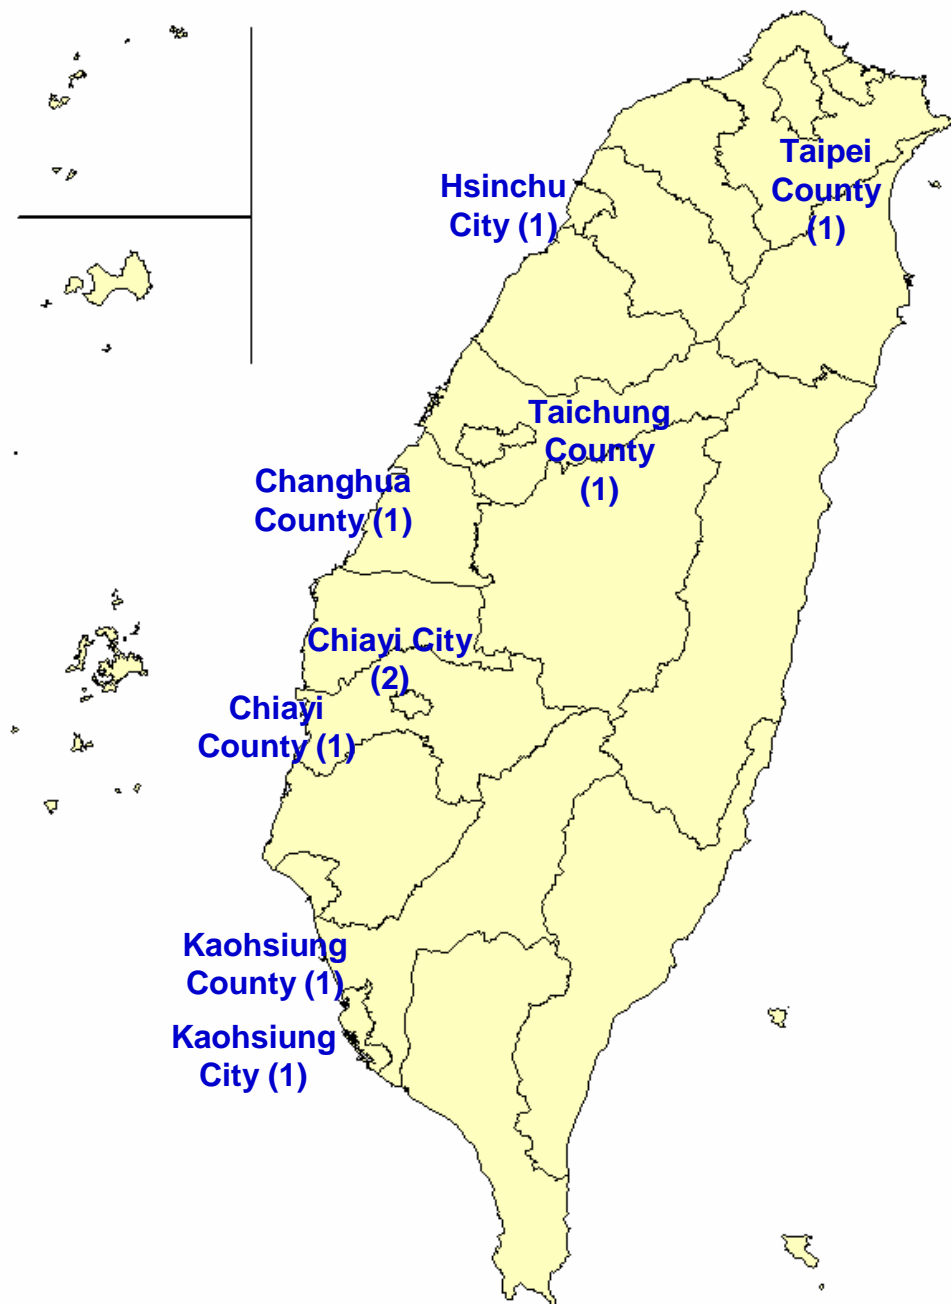 Taipei
County
(1)
Hsinchu
City (1)
Taichung
County
(1)
Changhua
County (1)
Chiayi City
(2)
Chiayi
County (1)
Kaohsiung
County (1)
Kaohsiung
City (1)